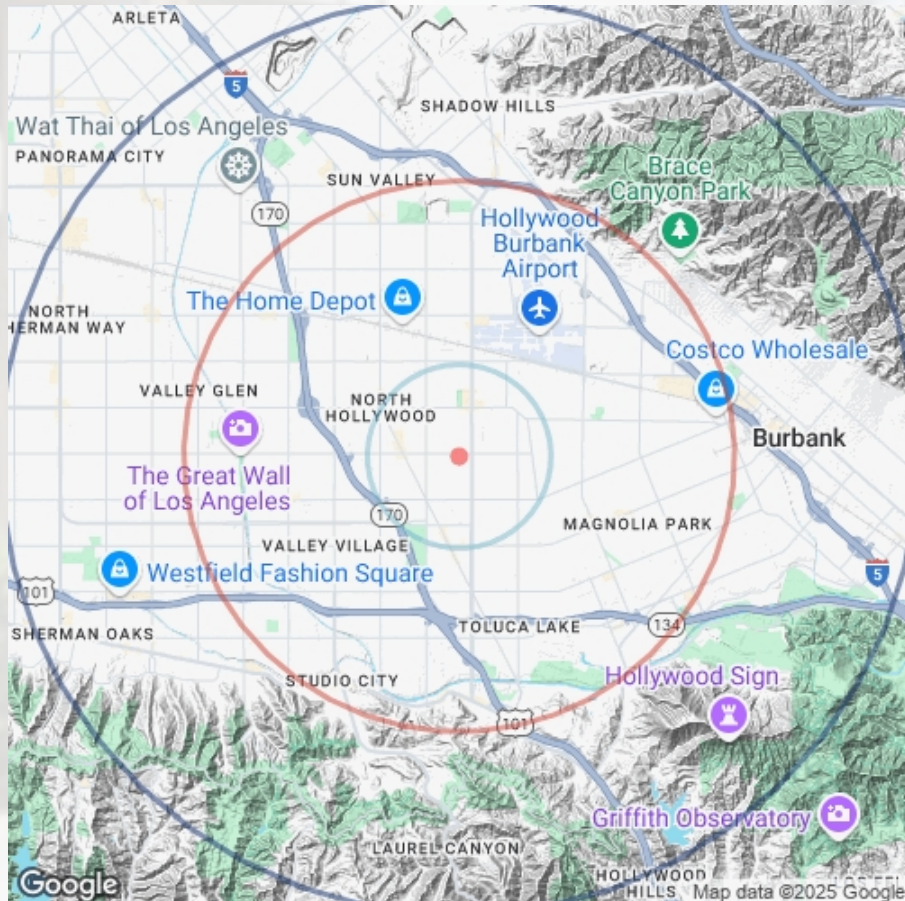 ARLETA
5
SHADOW HILLS
Wat Thai of Los Angeles
PANORAMA CITY
SUN VALLEY
Brace
Canyon Park
170
Hollywood
Burbank
Airport
The Home Depot
NORTH
HERMAN WAY
Costco Wholesale
VALLEY GLEN
NORTH
HOLLYWOOD
Burbank
The Great Wall
of Los Angeles
170
MAGNOLIA PARK
VALLEY VILLAGE
Westfield Fashion Square
5
101
SHERMAN OAKS
TOLUCA LAKE
134
STUDIO CITY
Hollywood Sign
101
Griffith Observatory
LAUREL CANYON
HOLLYWOOD
HILLS
Google
Map data ©2025 Google